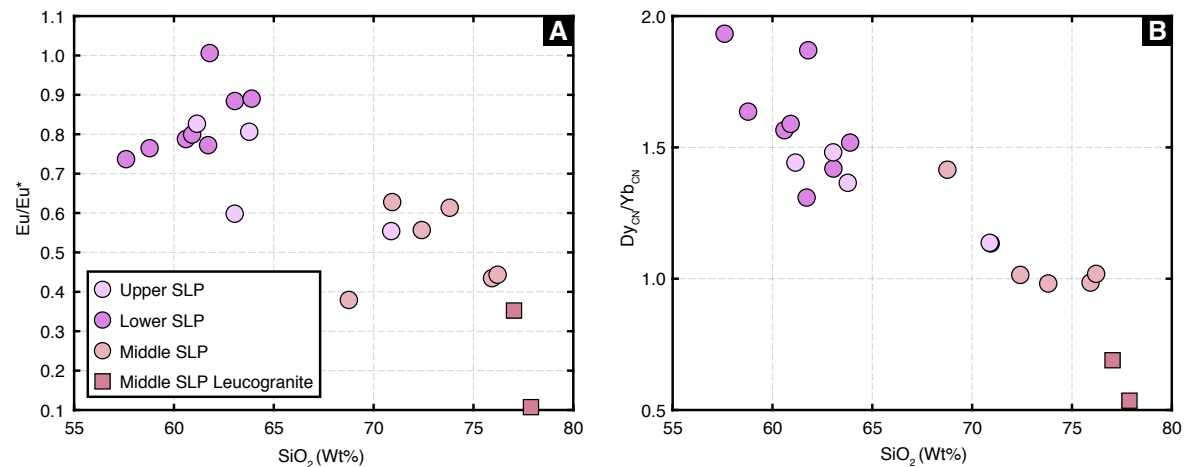 A
1.1
1.0
0.9
0.8
0.7
0.6
0.5
0.4
0.3
0.2
0.1
Eu/Eu*
Upper SLP
Lower SLP
Middle SLP
Middle SLP Leucogranite
55 60 65 70 75 80
SiO₂ (Wt%)
B
2.0
1.5
1.0
0.5
Dy_CN/Yb_CN
55 60 65 70 75 80
SiO₂ (Wt%)